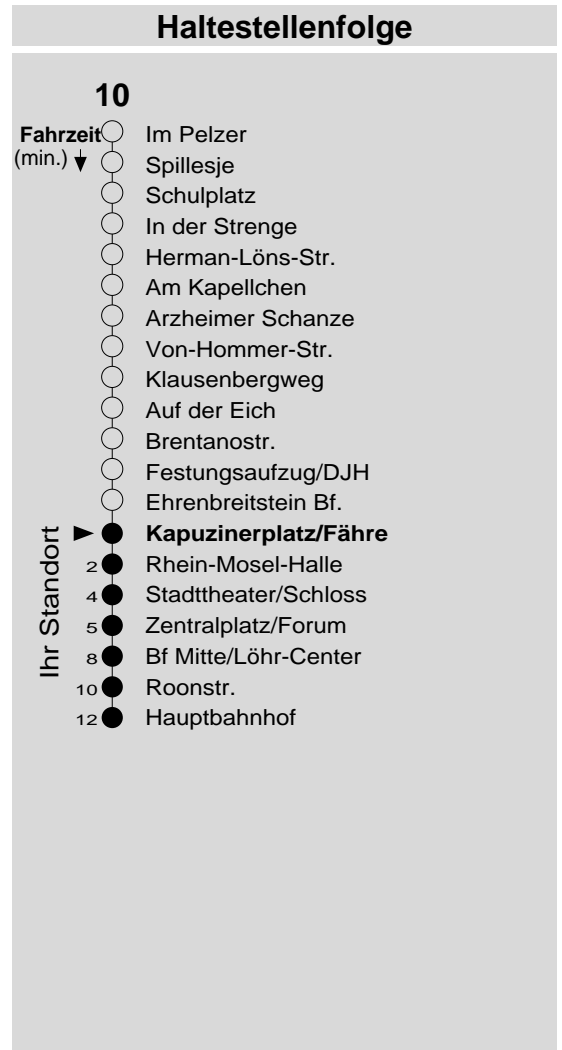 Haltestellenfolge
10
Fahrzeit
(min.)
Im Pelzer
Spillesje
Schulplatz
In der Strenge
Herman-Löns-Str.
Am Kapellchen
Arzheimer Schanze
Von-Hommer-Str.
Klausenbergweg
Auf der Eich
Brentanostr.
Festungsaufzug/DJH
Ehrenbreitstein Bf.
Ihr Standort
Kapuzinerplatz/Fähre
2 Rhein-Mosel-Halle
4 Stadttheater/Schloss
5 Zentralplatz/Forum
8 Bf Mitte/Löhr-Center
10 Roonstr.
12 Hauptbahnhof